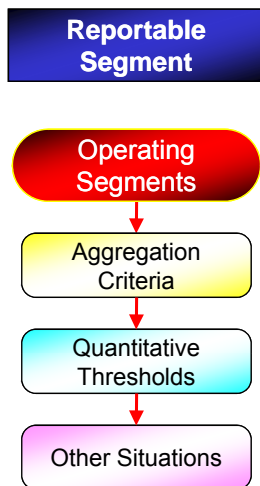 Reportable
Segment
Operating
Segments
Aggregation
Criteria
Quantitative
Thresholds
Other Situations